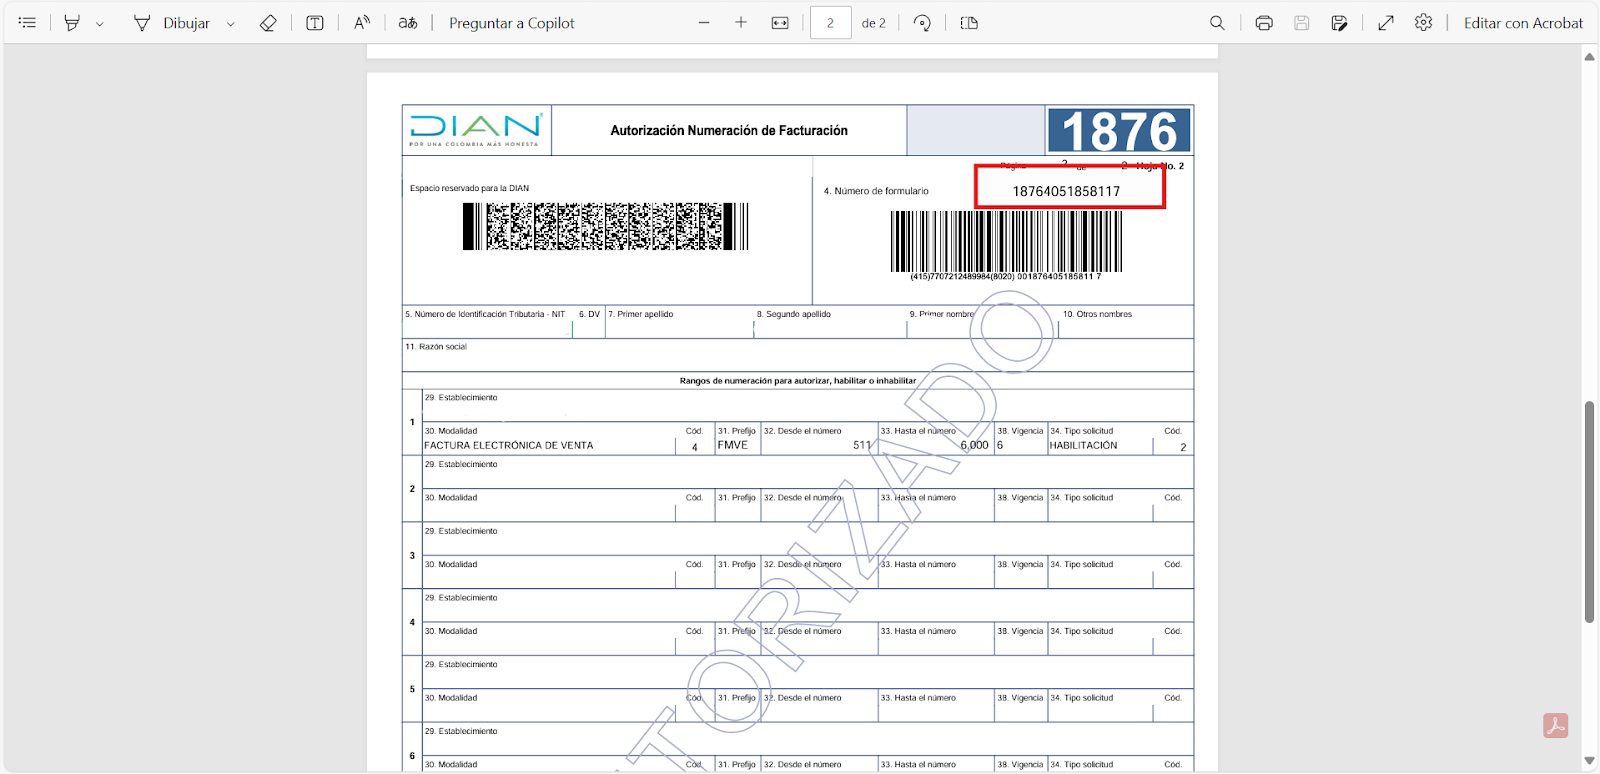 Dibujar
Preguntar a Copilot
2 de 2
Editar con Acrobat
DIAN
POR UNA COLOMBIA MÁS HONESTA
Autorización Numeración de Facturación
1876
Página 2 de 2 Hoja No. 2
Espacio reservado para la DIAN
4. Número de formulario
18764051858117
(415)7707212489984(8020) 001876405185811 7
5. Número de Identificación Tributaria - NIT 6. DV 7. Primer apellido 8. Segundo apellido 9. Primer nombre 10. Otros nombres
11. Razón social
Rangos de numeración para autorizar, habilitar o inhabilitar
29. Establecimiento
1
30. Modalidad Cód. 31. Prefijo 32. Desde el número 33. Hasta el número 38. Vigencia 34. Tipo solicitud Cód.
FACTURA ELECTRÓNICA DE VENTA 4 FMVE 511 6,000 6 HABILITACIÓN 2
29. Establecimiento
2
30. Modalidad Cód. 31. Prefijo 32. Desde el número 33. Hasta el número 38. Vigencia 34. Tipo solicitud Cód.
29. Establecimiento
3
30. Modalidad Cód. 31. Prefijo 32. Desde el número 33. Hasta el número 38. Vigencia 34. Tipo solicitud Cód.
29. Establecimiento
4
30. Modalidad Cód. 31. Prefijo 32. Desde el número 33. Hasta el número 38. Vigencia 34. Tipo solicitud Cód.
29. Establecimiento
5
30. Modalidad Cód. 31. Prefijo 32. Desde el número 33. Hasta el número 38. Vigencia 34. Tipo solicitud Cód.
29. Establecimiento
6
30. Modalidad Cód. 31. Prefijo 32. Desde el número 33. Hasta el número 38. Vigencia 34. Tipo solicitud Cód.
TORIZADO